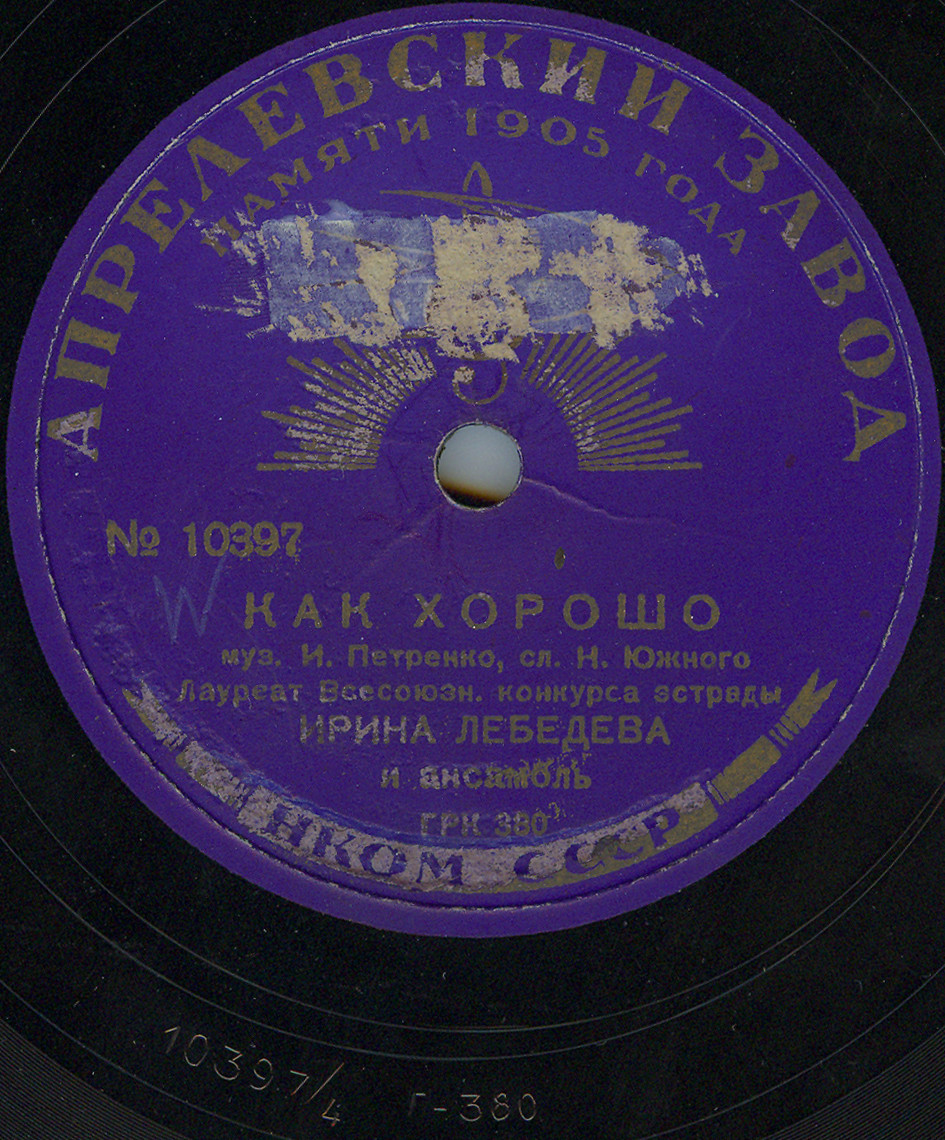 АПРЕЛЕВСКИЙ ЗАВОД
ПАМЯТИ 1905 ГОДА
№ 10397
W
КАК ХОРОШО
муз. И. Петренко, сл. Н. Южного
Лауреат Всесоюзн. конкурса эстрады
ИРИНА ЛЕБЕДЕВА
и ансамбль
ГРК 380
НКОМ СССР
10397/4 Г-380